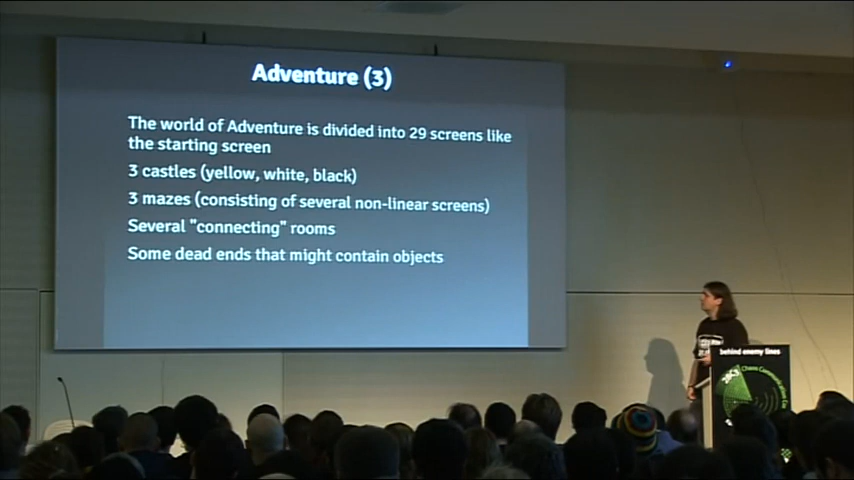 Adventure (3)
The world of Adventure is divided into 29 screens like
the starting screen
3 castles (yellow, white, black)
3 mazes (consisting of several non-linear screens)
Several "connecting" rooms
Some dead ends that might contain objects
behind enemy lines
28C3